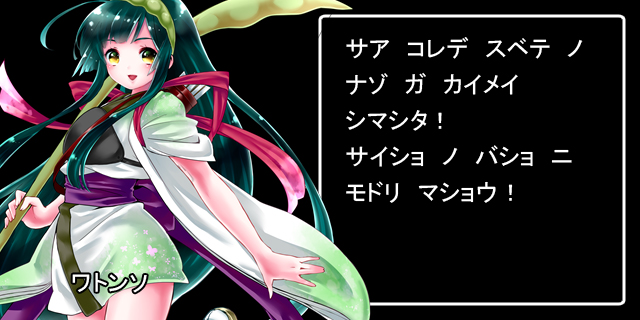 サア コレデ スベテ ノ
ナゾ ガ カイメイ
シマシタ！
サイショ ノ バショ ニ
モドリ マショウ！
ワトンソ